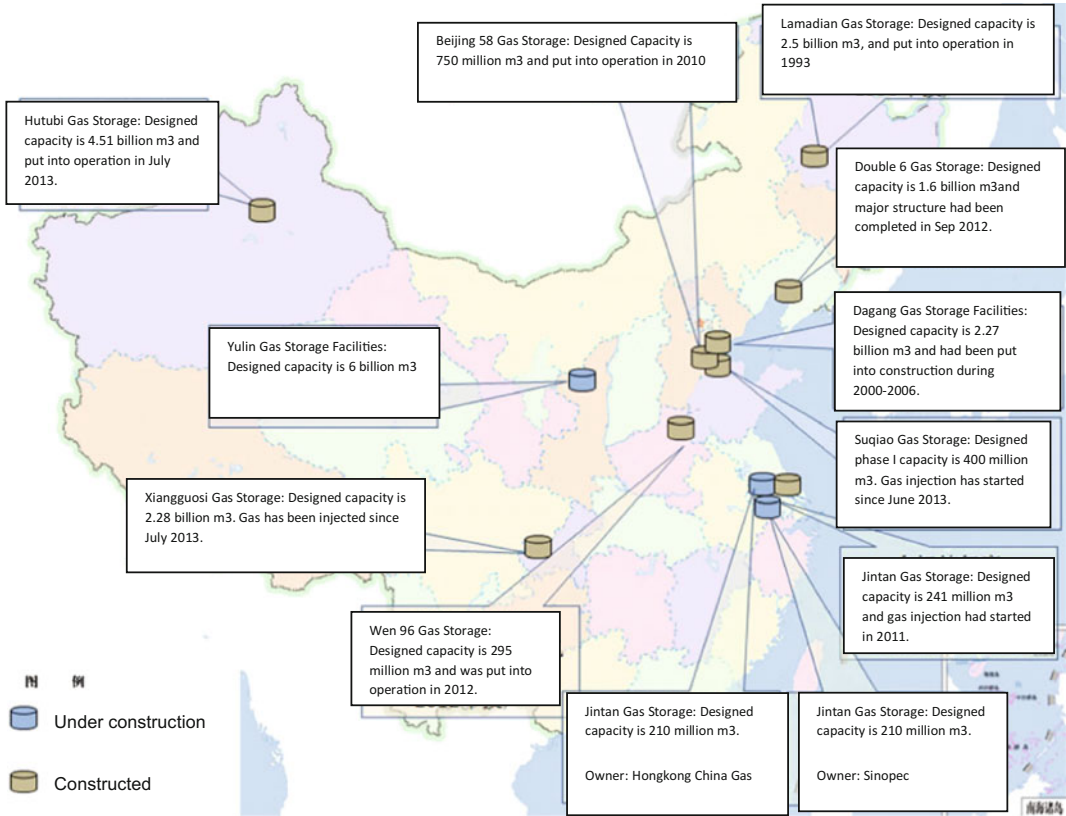 Beijing 58 Gas Storage: Designed Capacity is
750 million m3 and put into operation in 2010
Lamadian Gas Storage: Designed capacity is
2.5 billion m3, and put into operation in
1993
Hutubi Gas Storage: Designed
capacity is 4.51 billion m3 and
put into operation in July
2013.
Double 6 Gas Storage: Designed
capacity is 1.6 billion m3and
major structure had been
completed in Sep 2012.
Dagang Gas Storage Facilities:
Designed capacity is 2.27
billion m3 and had been put
into construction during
2000-2006.
Yulin Gas Storage Facilities:
Designed capacity is 6 billion m3
Suqiao Gas Storage: Designed
phase I capacity is 400 million
m3. Gas injection has started
since June 2013.
Xiangguosi Gas Storage: Designed capacity is
2.28 billion m3. Gas has been injected since
July 2013.
Jintan Gas Storage: Designed
capacity is 241 million m3
and gas injection had started
in 2011.
Wen 96 Gas Storage:
Designed capacity is 295
million m3 and was put into
operation in 2012.
Jintan Gas Storage: Designed
capacity is 210 million m3.
Owner: Hongkong China Gas
Jintan Gas Storage: Designed
capacity is 210 million m3.
Owner: Sinopec
图 例
Under construction
Constructed
南海诸岛